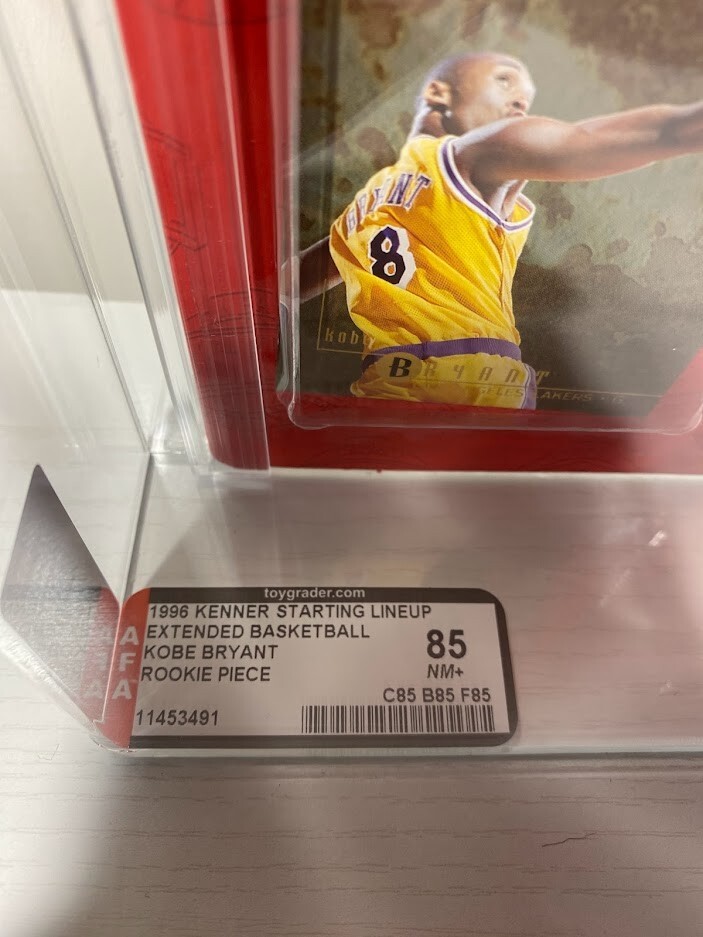 BRYANT
8
kob
BRYANT
LAKERS • G
toygrader.com
1996 KENNER STARTING LINEUP
EXTENDED BASKETBALL
KOBE BRYANT
ROOKIE PIECE
85
NM+
C85 B85 F85
11453491
AFA